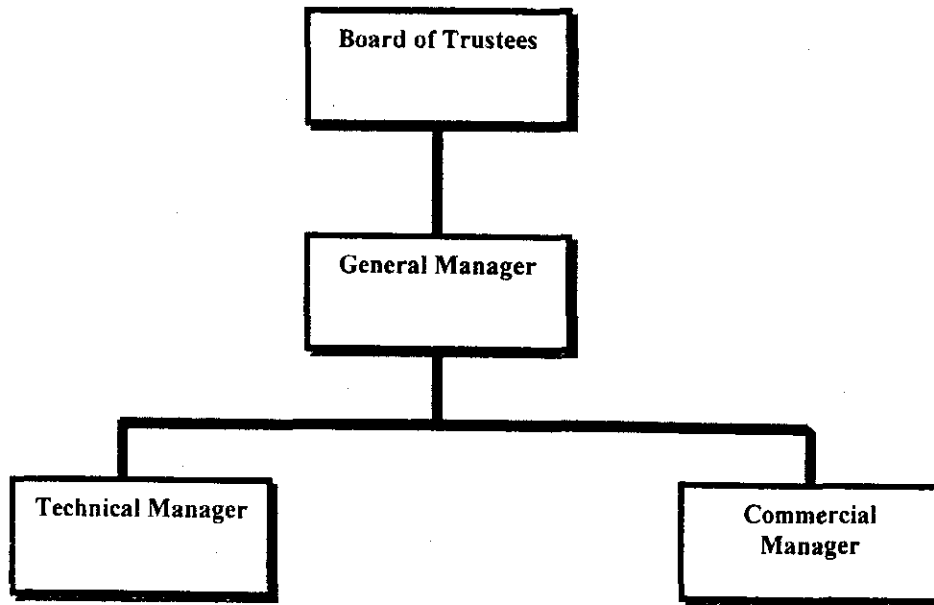 Board of Trustees
General Manager
Technical Manager
Commercial
Manager